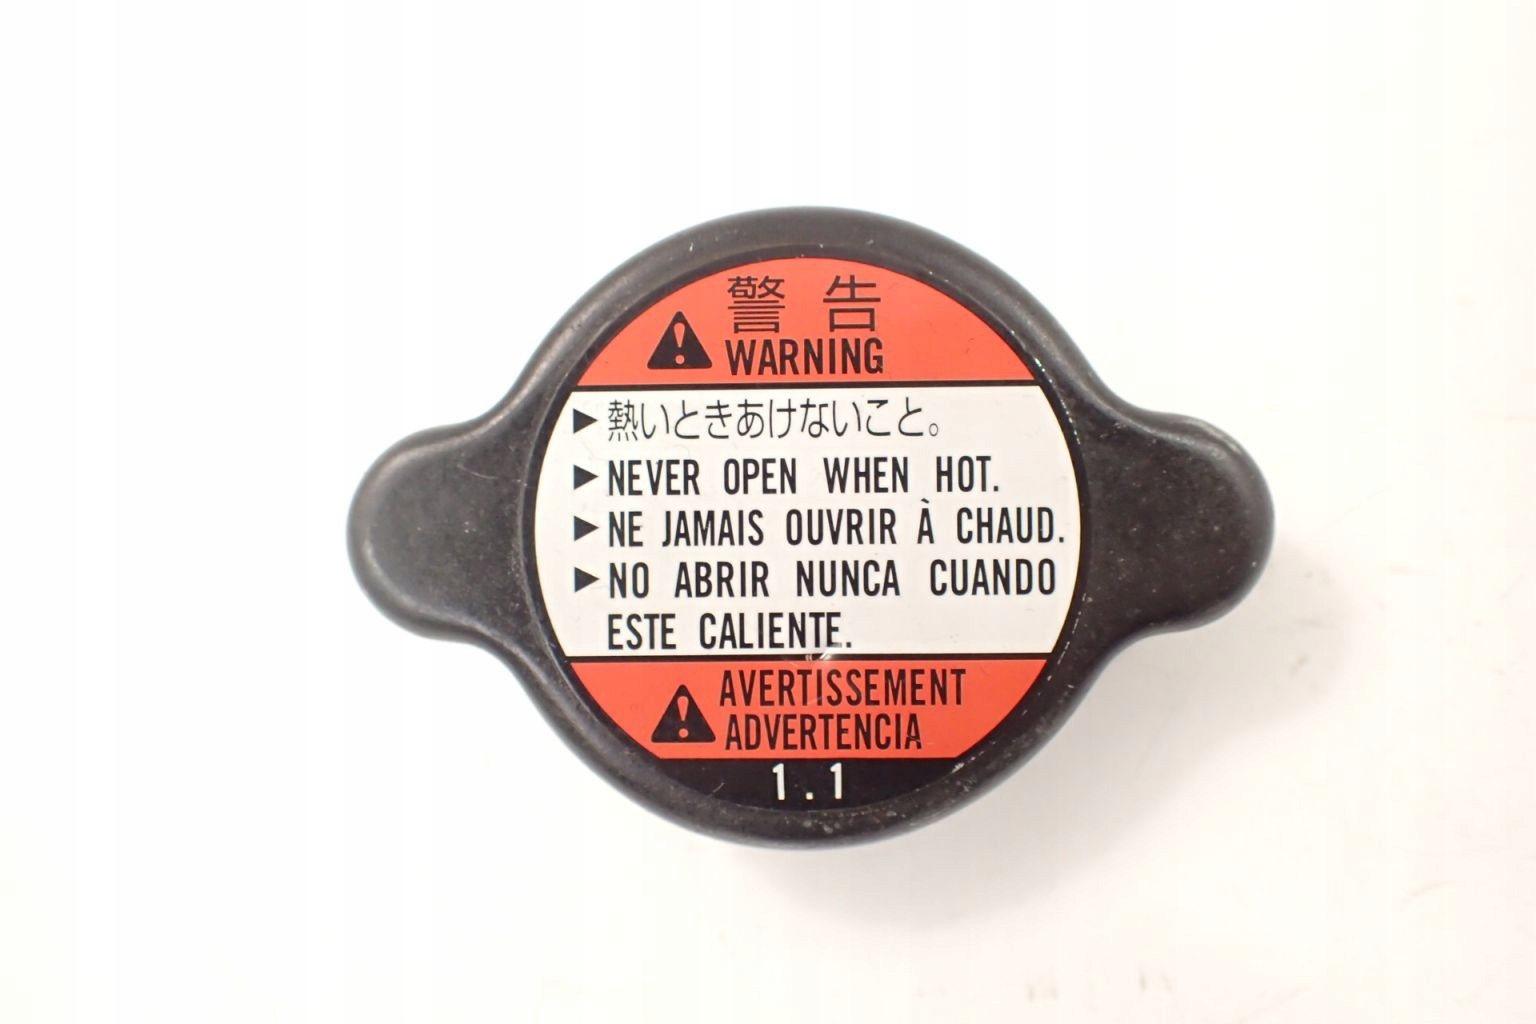 警告
WARNING
▶熱いときあけないこと。
▶NEVER OPEN WHEN HOT.
▶NE JAMAIS OUVRIR À CHAUD.
▶NO ABRIR NUNCA CUANDO
ESTE CALIENTE.
AVERTISSEMENT
ADVERTENCIA
1.1